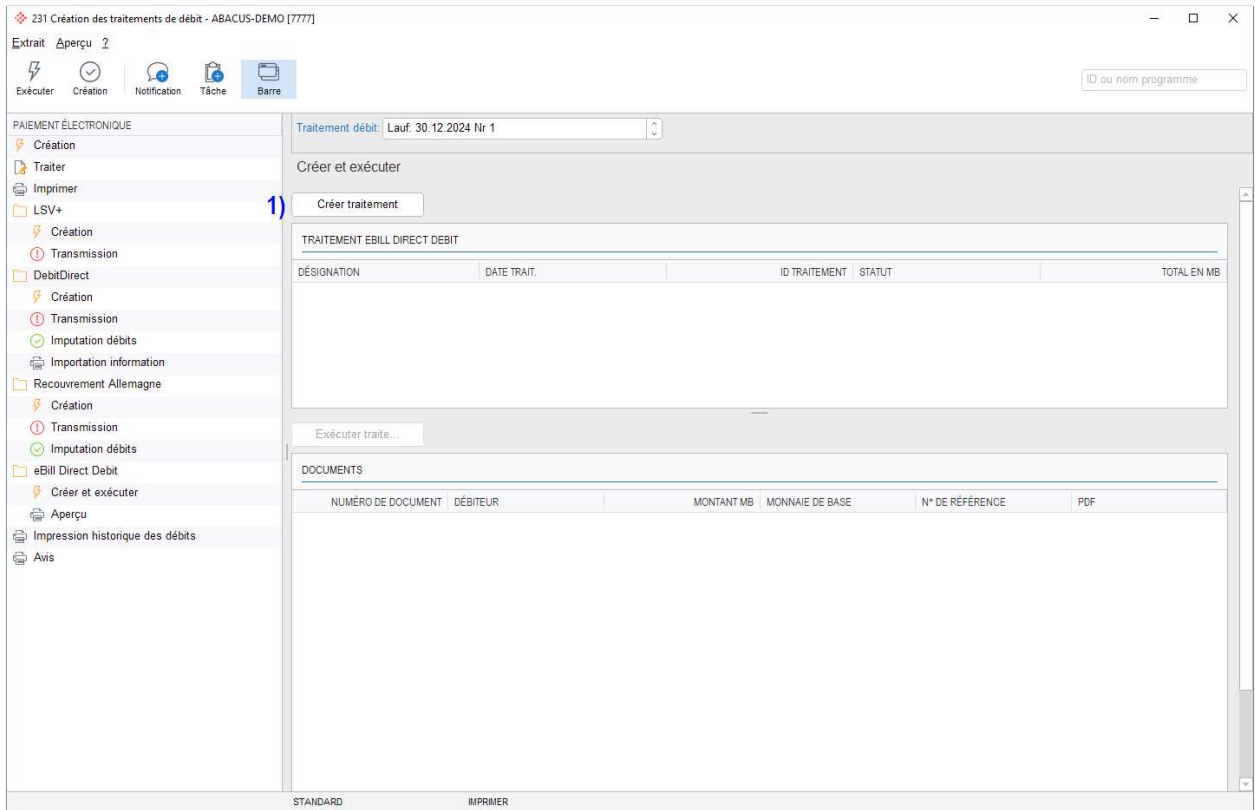 231 Création des traitements de débit - ABACUS-DEMO [7777]
Extrait Aperçu ?
Exécuter Création Notification Tâche Barre
ID ou nom programme
PAIEMENT ÉLECTRONIQUE
Création
Traiter
Imprimer
LSV+
Création
Transmission
DebitDirect
Création
Transmission
Imputation débits
Importation information
Recouvrement Allemagne
Création
Transmission
Imputation débits
eBill Direct Debit
Créer et exécuter
Aperçu
Impression historique des débits
Avis
Traitement débit: Lauf: 30.12.2024 Nr 1
Créer et exécuter
1) Créer traitement
TRAITEMENT EBILL DIRECT DEBIT
DÉSIGNATION DATE TRAIT. ID TRAITEMENT STATUT TOTAL EN MB
Exécuter traite...
DOCUMENTS
NUMÉRO DE DOCUMENT DÉBITEUR MONTANT MB MONNAIE DE BASE N° DE RÉFÉRENCE PDF
STANDARD IMPRIMER